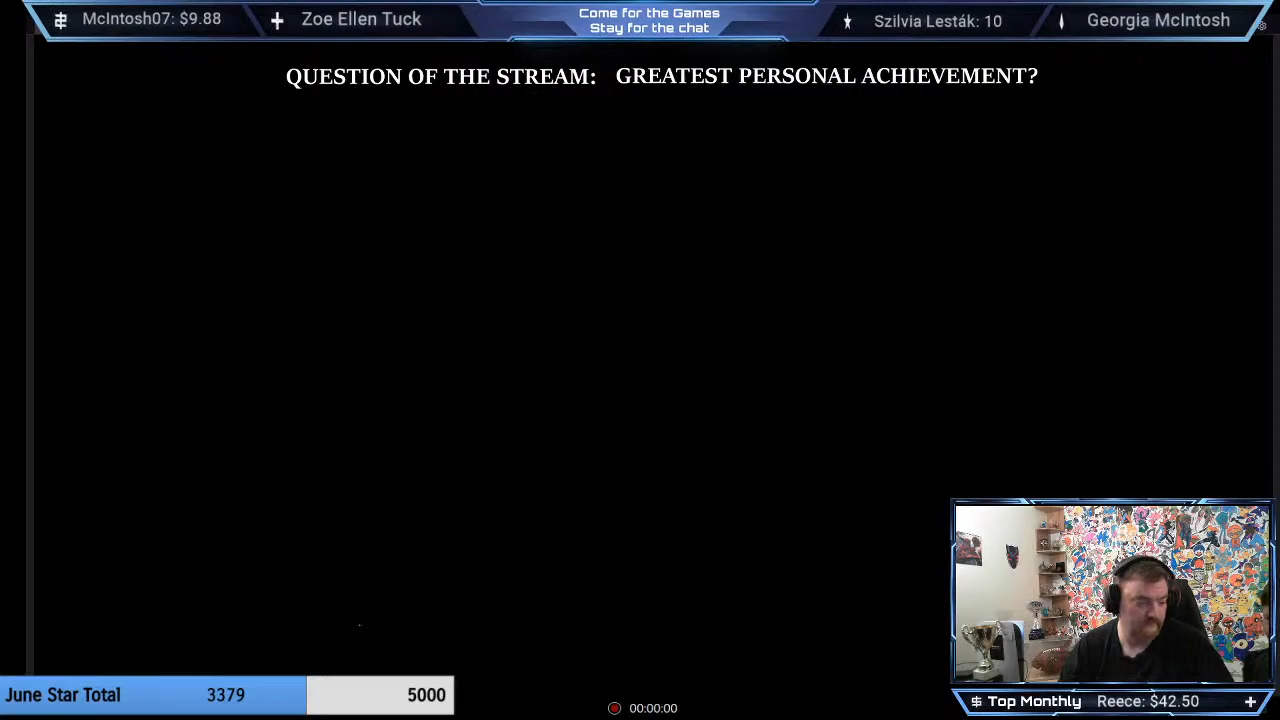 McIntosh07: $9.88
Zoe Ellen Tuck
Come for the Games
Stay for the chat
Szilvia Lesták: 10
Georgia McIntosh
QUESTION OF THE STREAM: GREATEST PERSONAL ACHIEVEMENT?
June Star Total 3379 5000
00:00:00
Top Monthly Reece: $42.50